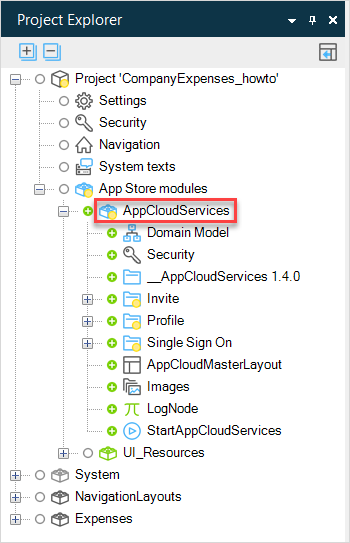 Project Explorer
Project 'CompanyExpenses_howto'
Settings
Security
Navigation
System texts
App Store modules
AppCloudServices
Domain Model
Security
__AppCloudServices 1.4.0
Invite
Profile
Single Sign On
AppCloudMasterLayout
Images
LogNode
StartAppCloudServices
UI_Resources
System
NavigationLayouts
Expenses